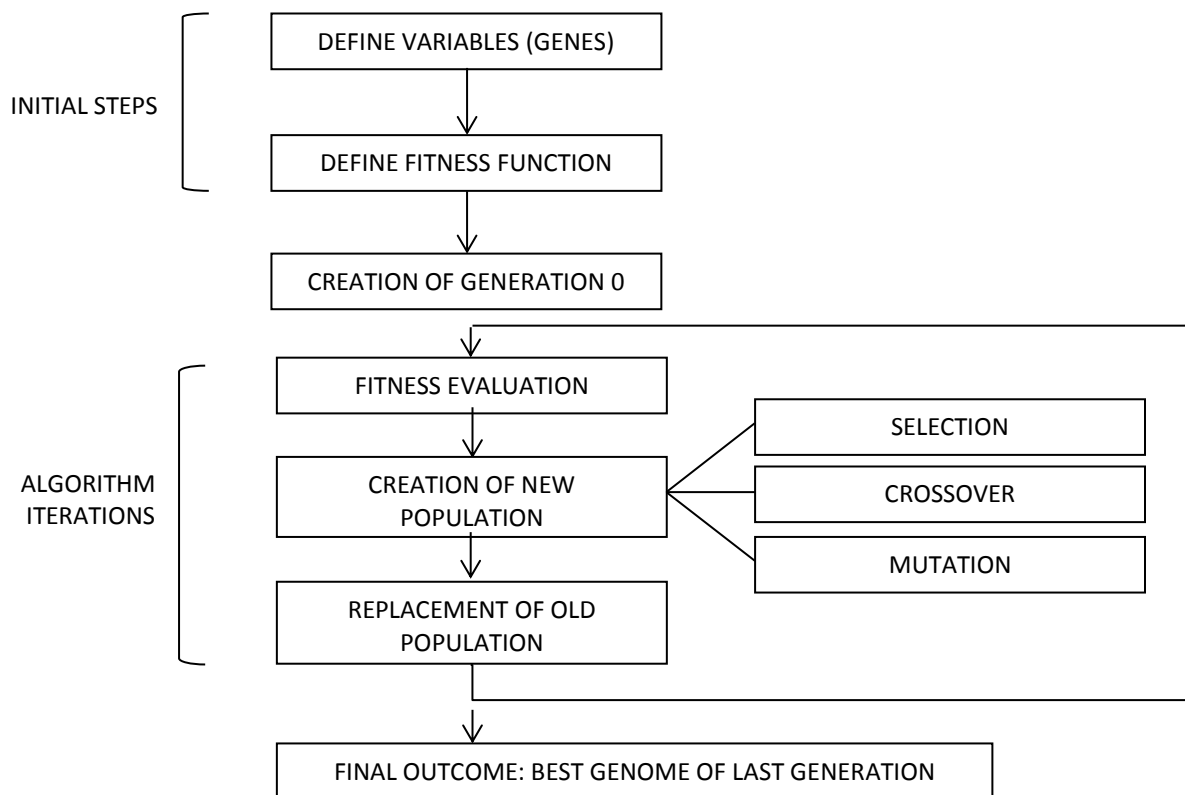 DEFINE VARIABLES (GENES)
INITIAL STEPS
DEFINE FITNESS FUNCTION
CREATION OF GENERATION 0
FITNESS EVALUATION
SELECTION
ALGORITHM
ITERATIONS
CREATION OF NEW
POPULATION
CROSSOVER
MUTATION
REPLACEMENT OF OLD
POPULATION
FINAL OUTCOME: BEST GENOME OF LAST GENERATION